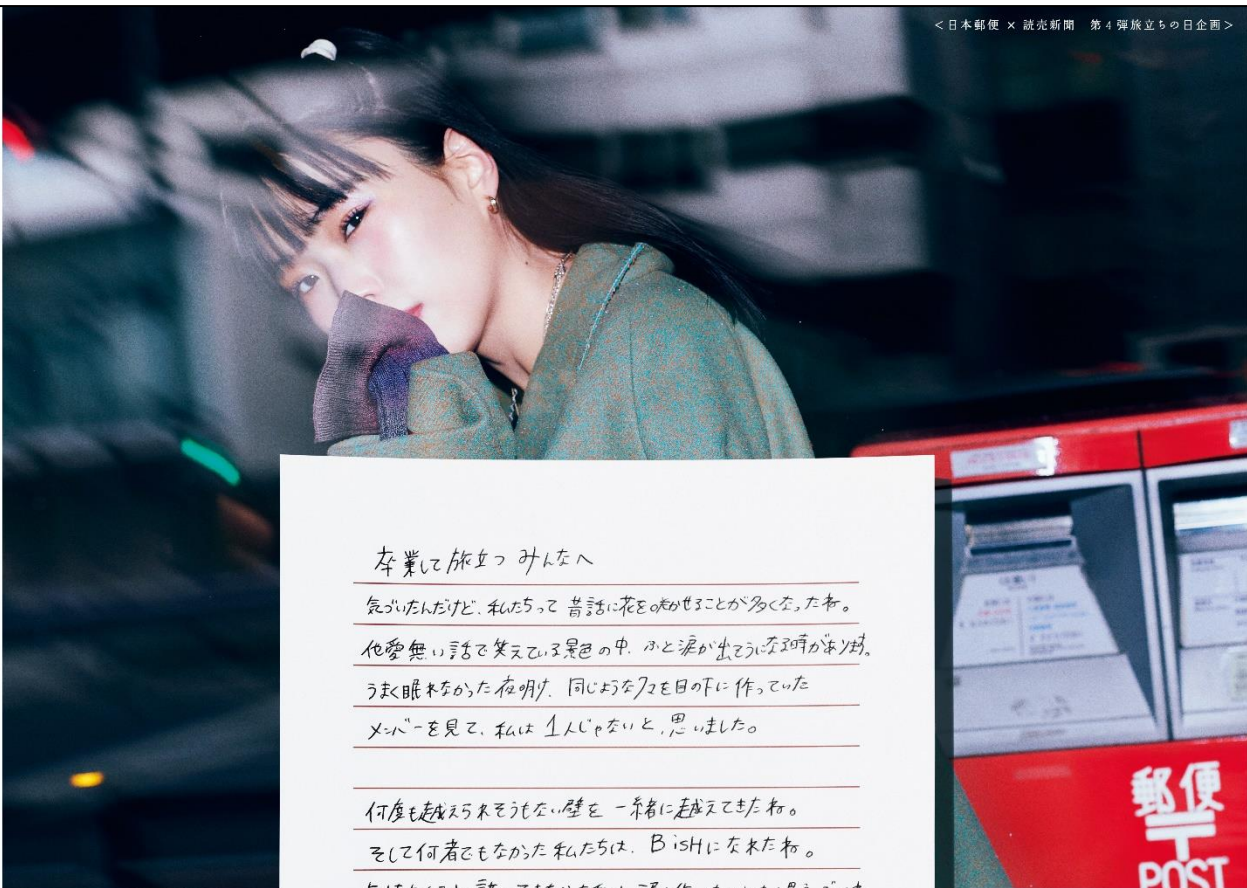 <日本郵便 × 読売新聞　第4弾旅立ちの日企画>
卒業して旅立つ みんなへ
気づいたんだけど、私たちって 昔話に花を咲かせることが多くなったね。
他愛無い話で笑えている景色の中、ふと涙が出そうになる時があります。
うまく眠れなかった夜明け、同じようなクマを目の下に作っていた
メンバーを見て、私は 1人じゃないと、思いました。
何度も越えられそうもない壁を 一緒に越えてきたね。
そして何者でもなかった私たちは、BiSHになれたね。
郵便
〒
POST